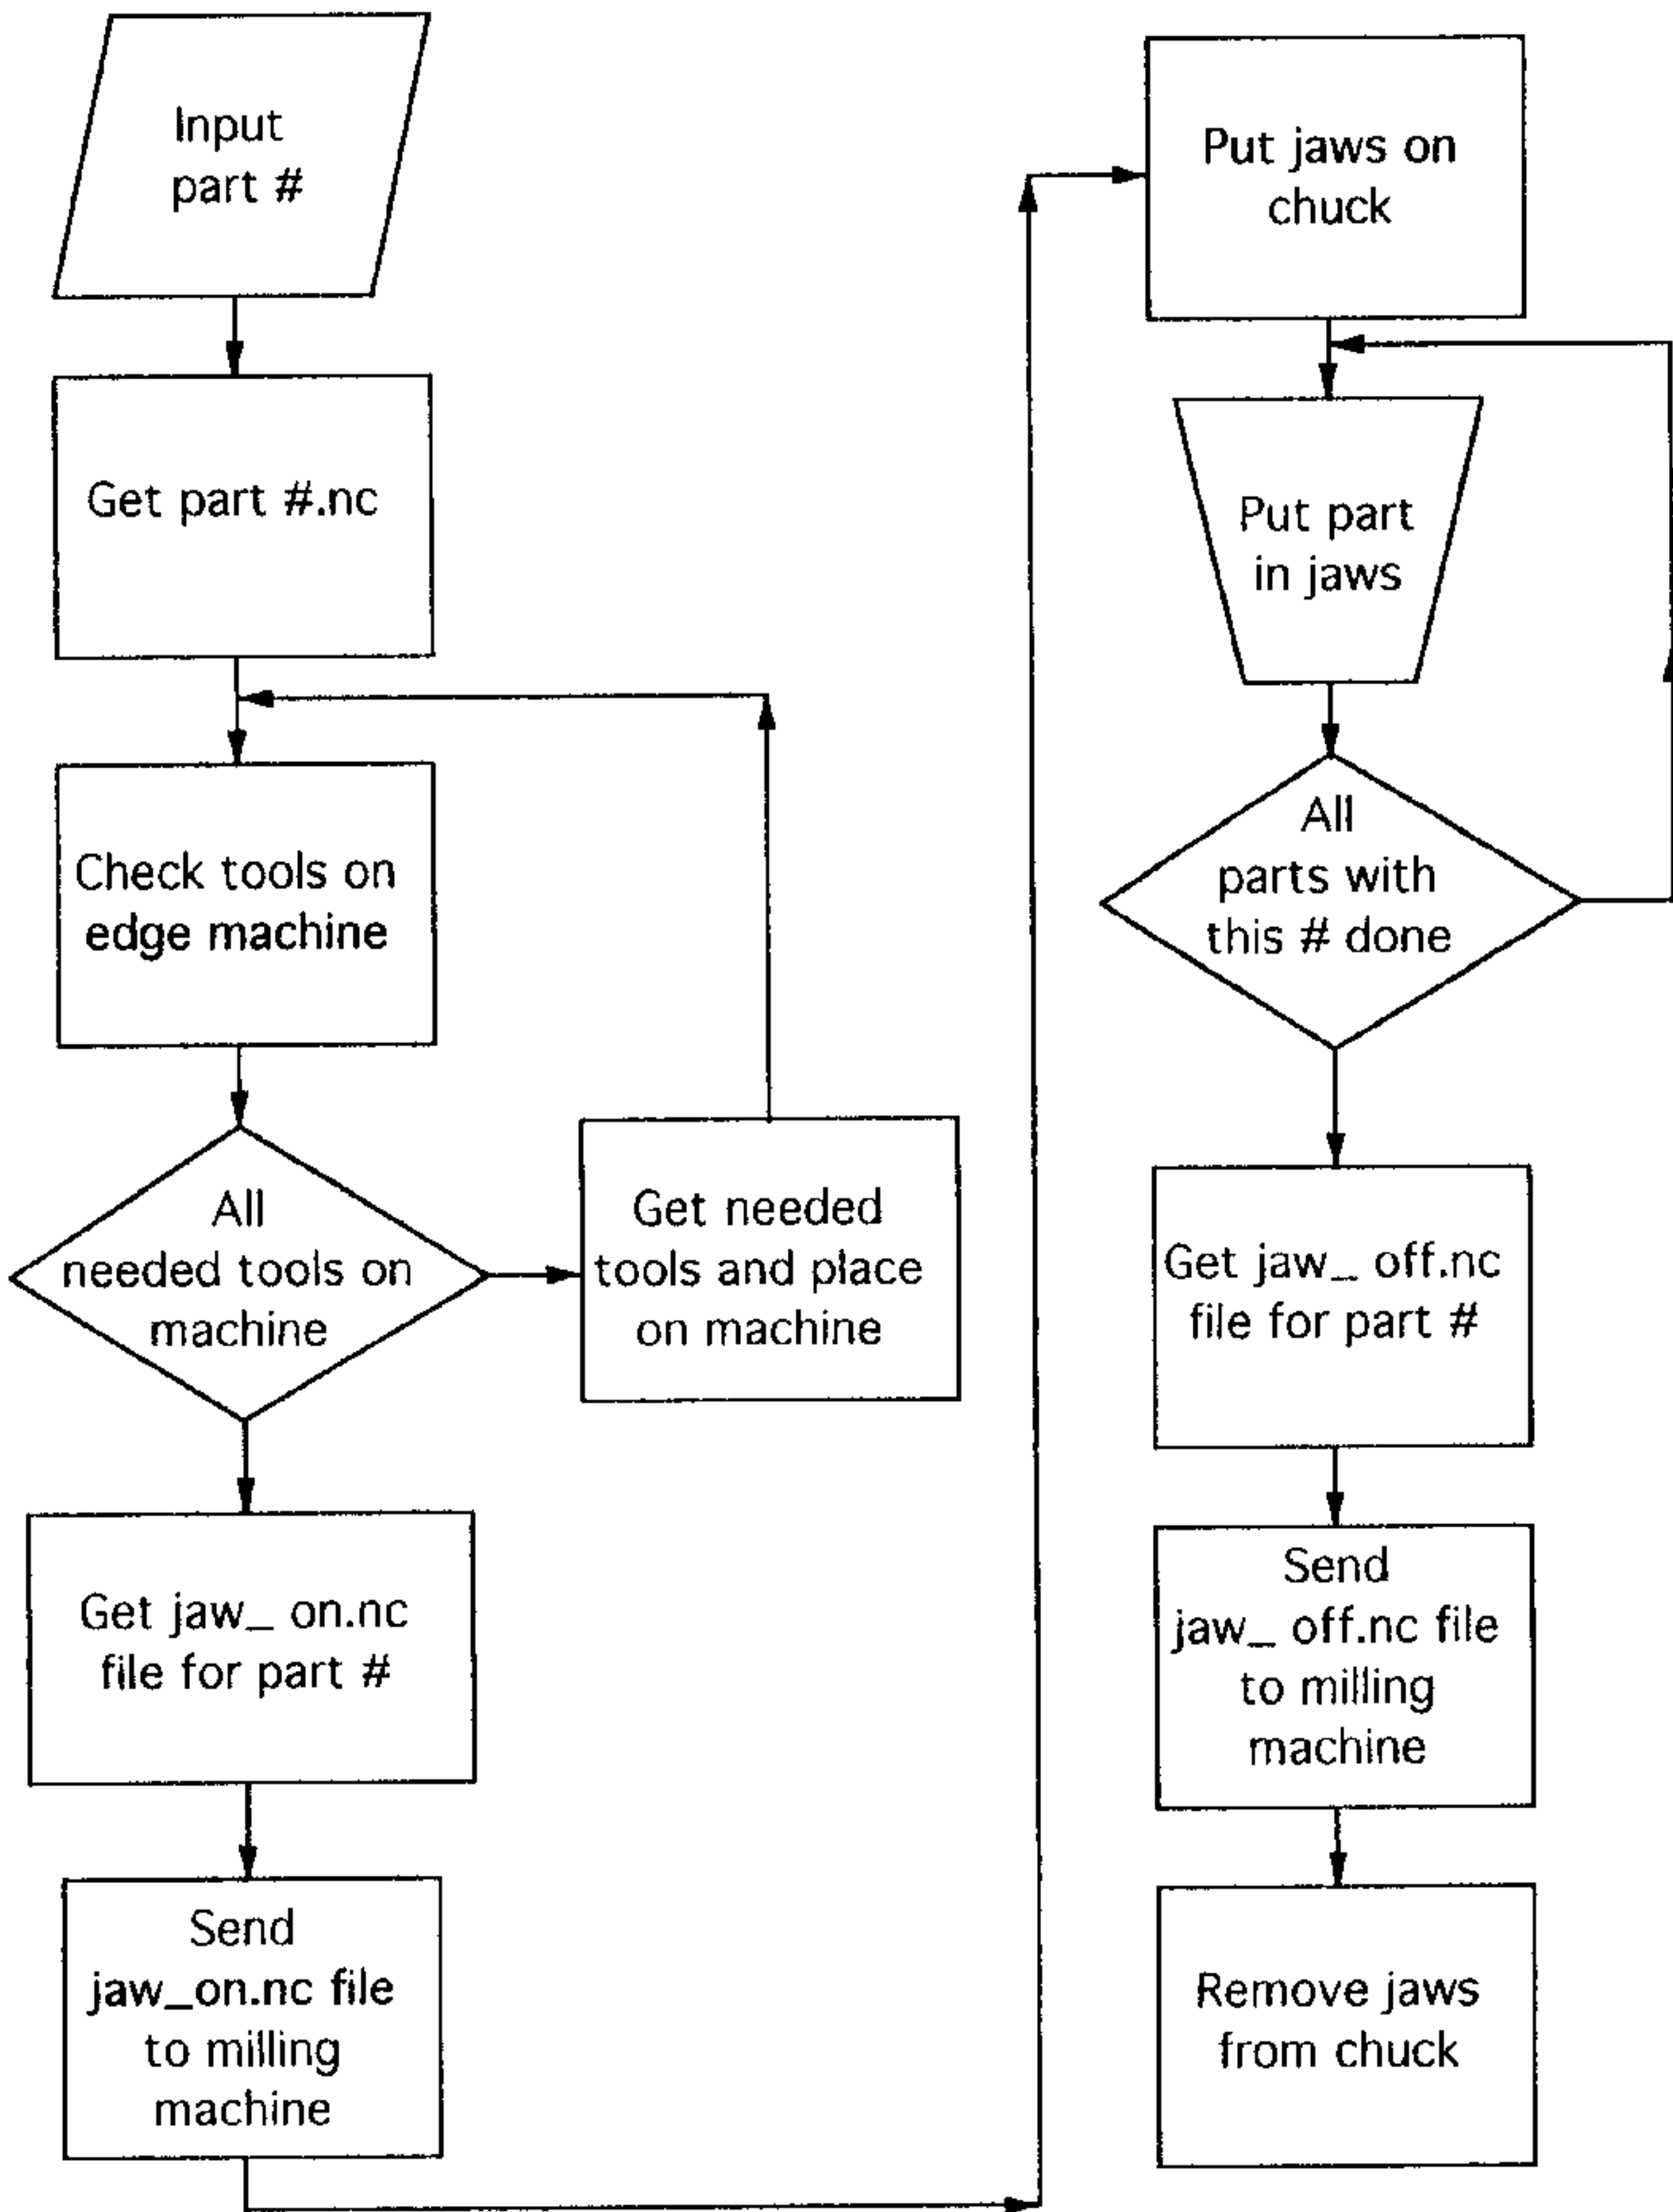 Input
part #
Get part #.nc
Check tools on
edge machine
All
needed tools on
machine
Get needed
tools and place
on machine
Get jaw_ on.nc
file for part #
Send
jaw_on.nc file
to milling
machine
Put jaws on
chuck
Put part
in jaws
All
parts with
this # done
Get jaw_ off.nc
file for part #
Send
jaw_ off.nc file
to milling
machine
Remove jaws
from chuck